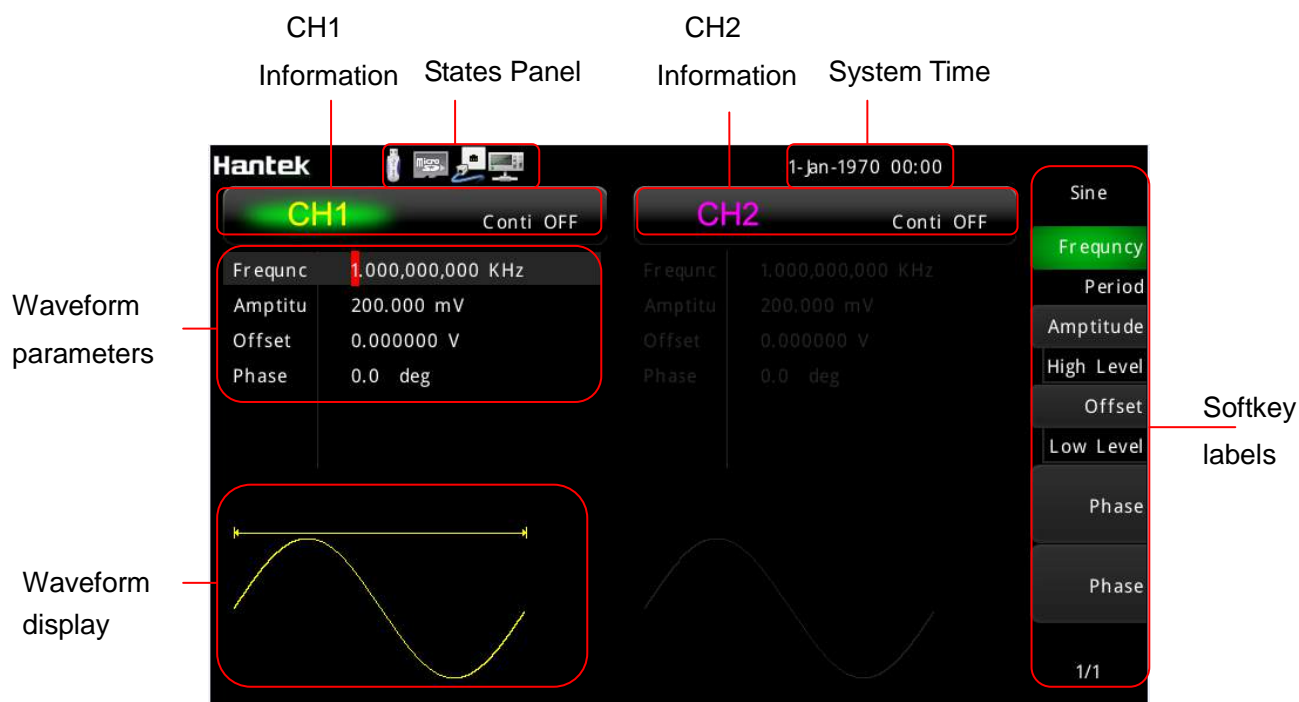 CH1
Information
States Panel
CH2
Information
System Time
Hantek
Micro
1-Jan-1970 00:00
CH1
Conti OFF
CH2
Conti OFF
Frequnc 1.000,000,000 KHz
Amptitu 200.000 mV
Offset 0.000000 V
Phase 0.0 deg
Frequnc 1.000,000,000 KHz
Amptitu 200.000 mV
Offset 0.000000 V
Phase 0.0 deg
Sine
Frequncy
Period
Amptitude
High Level
Offset
Low Level
Phase
Phase
1/1
Waveform
parameters
Waveform
display
Softkey
labels